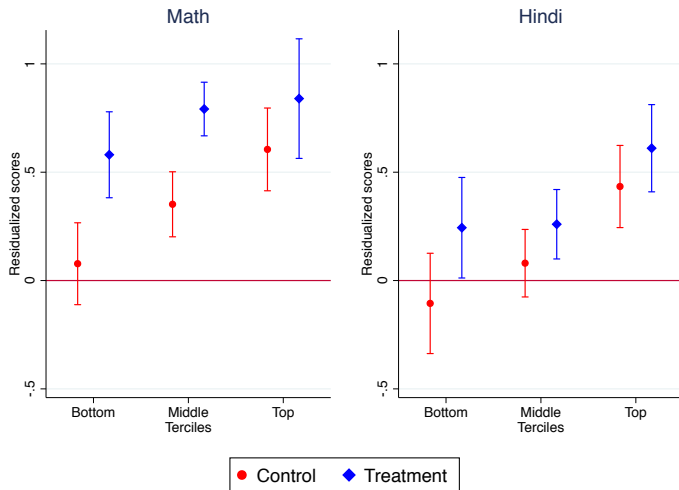 Math
Residualized scores
1
.5
0
-.5
Bottom
Middle
Top
Terciles
Hindi
Residualized scores
1
.5
0
-.5
Bottom
Middle
Top
Terciles
Control
Treatment